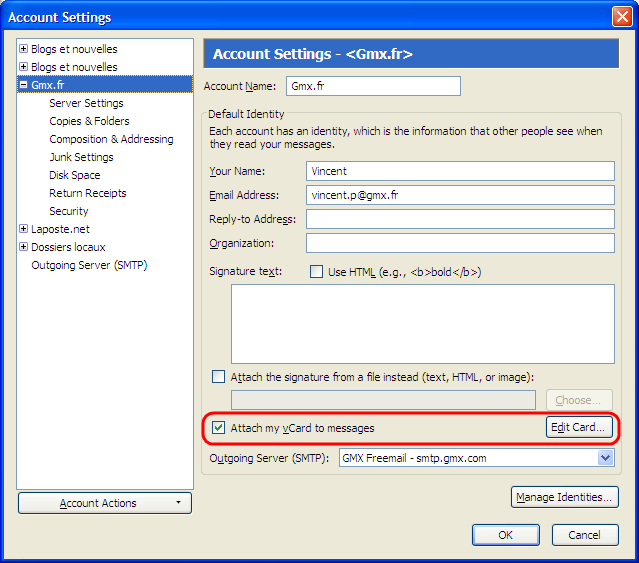 Account Settings
Blogs et nouvelles
Blogs et nouvelles
Gmx.fr
Server Settings
Copies & Folders
Composition & Addressing
Junk Settings
Disk Space
Return Receipts
Security
Laposte.net
Dossiers locaux
Outgoing Server (SMTP)
Account Actions
Account Settings - <Gmx.fr>
Account Name: Gmx.fr
Default Identity
Each account has an identity, which is the information that other people see when
they read your messages.
Your Name: Vincent
Email Address: vincent.p@gmx.fr
Reply-to Address:
Organization:
Signature text: Use HTML (e.g., <b>bold</b>)
Attach the signature from a file instead (text, HTML, or image):
Choose...
Attach my vCard to messages Edit Card...
Outgoing Server (SMTP): GMX Freemail - smtp.gmx.com
Manage Identities...
OK Cancel